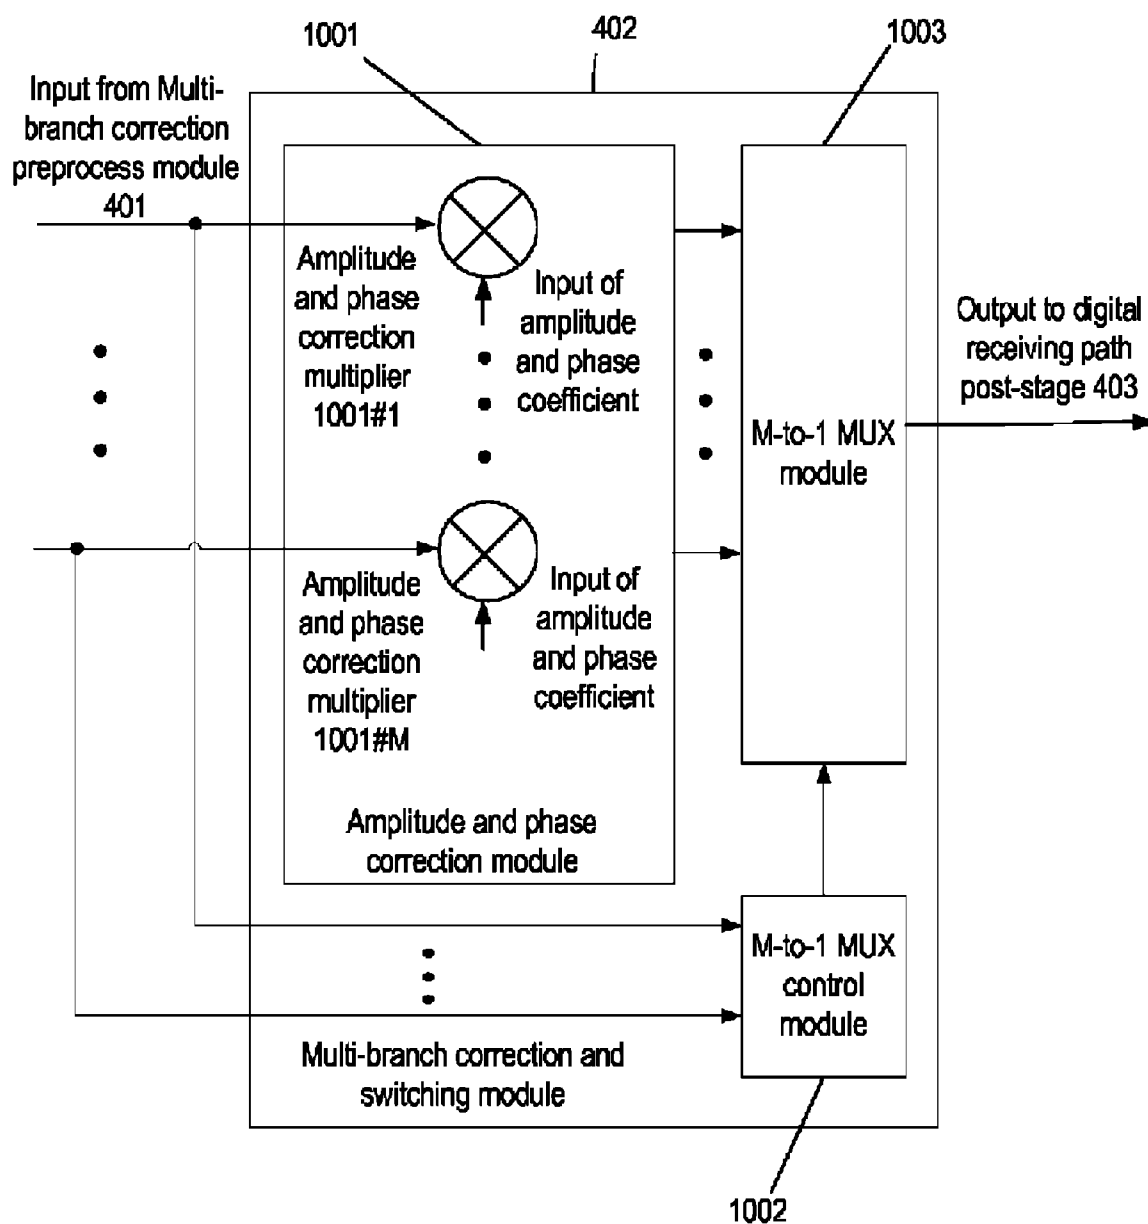 1001
402
1003
Input from Multi-
branch correction
preprocess module
401
Amplitude
and phase
correction
multiplier
1001#1
Input of
amplitude
and phase
coefficient
Output to digital
receiving path
post-stage 403
M-to-1 MUX
module
Amplitude
and phase
correction
multiplier
1001#M
Input of
amplitude
and phase
coefficient
Amplitude and phase
correction module
M-to-1 MUX
control
module
Multi-branch correction and
switching module
1002